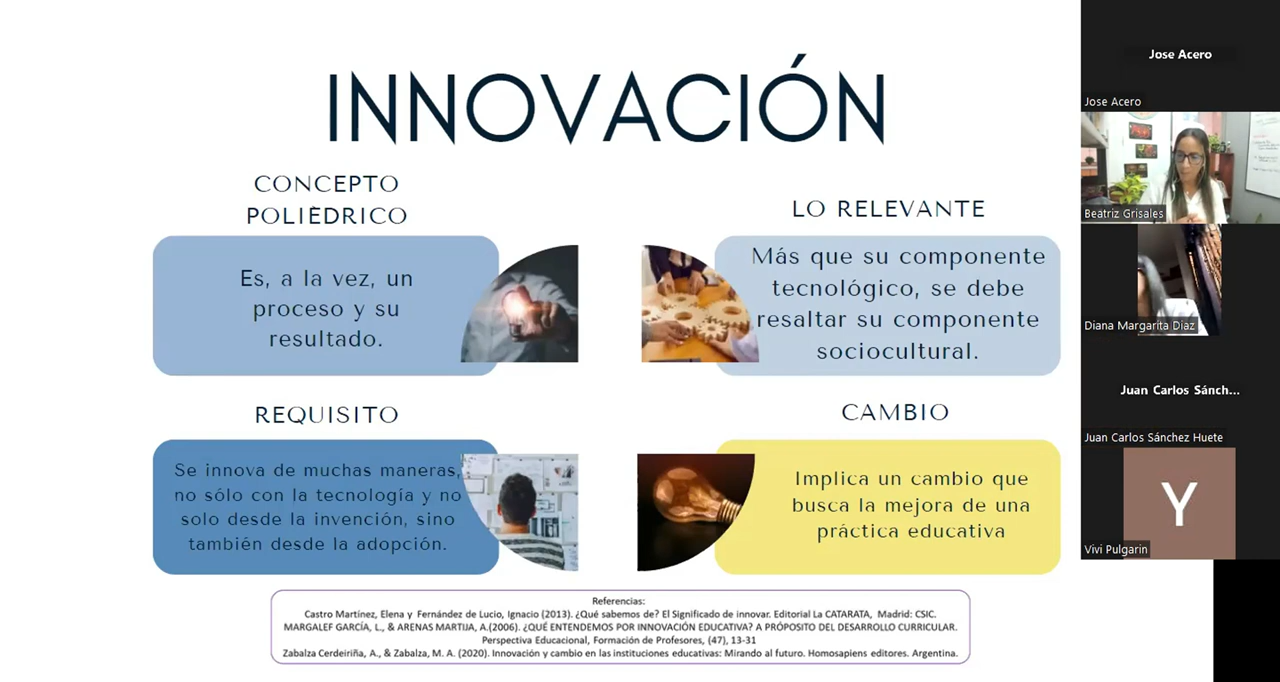 INNOVACIÓN
CONCEPTO
POLIÉDRICO
Es, a la vez, un
proceso y su
resultado.
LO RELEVANTE
Más que su componente
tecnológico, se debe
resaltar su componente
sociocultural.
REQUISITO
Se innova de muchas maneras,
no sólo con la tecnología y no
solo desde la invención, sino
también desde la adopción.
CAMBIO
Implica un cambio que
busca la mejora de una
práctica educativa
Referencias:
Castro Martínez, Elena y Fernández de Lucio, Ignacio (2013). ¿Qué sabemos de? El Significado de innovar. Editorial La CATARATA, Madrid: CSIC.
MARGALEF GARCÍA, L., & ARENAS MARTIJA, A.(2006). ¿QUÉ ENTENDEMOS POR INNOVACIÓN EDUCATIVA? A PRÓPOSITO DEL DESARROLLO CURRICULAR.
Perspectiva Educacional, Formación de Profesores, (47), 13-31
Zabalza Cerdeiriña, A., & Zabalza, M. A. (2020). Innovación y cambio en las instituciones educativas: Mirando al futuro. Homosapiens editores. Argentina.
Jose Acero
Jose Acero
Beatriz Grisales
Diana Margarita Diaz
Juan Carlos Sánch...
Juan Carlos Sánchez Huete
Y
Vivi Pulgarin